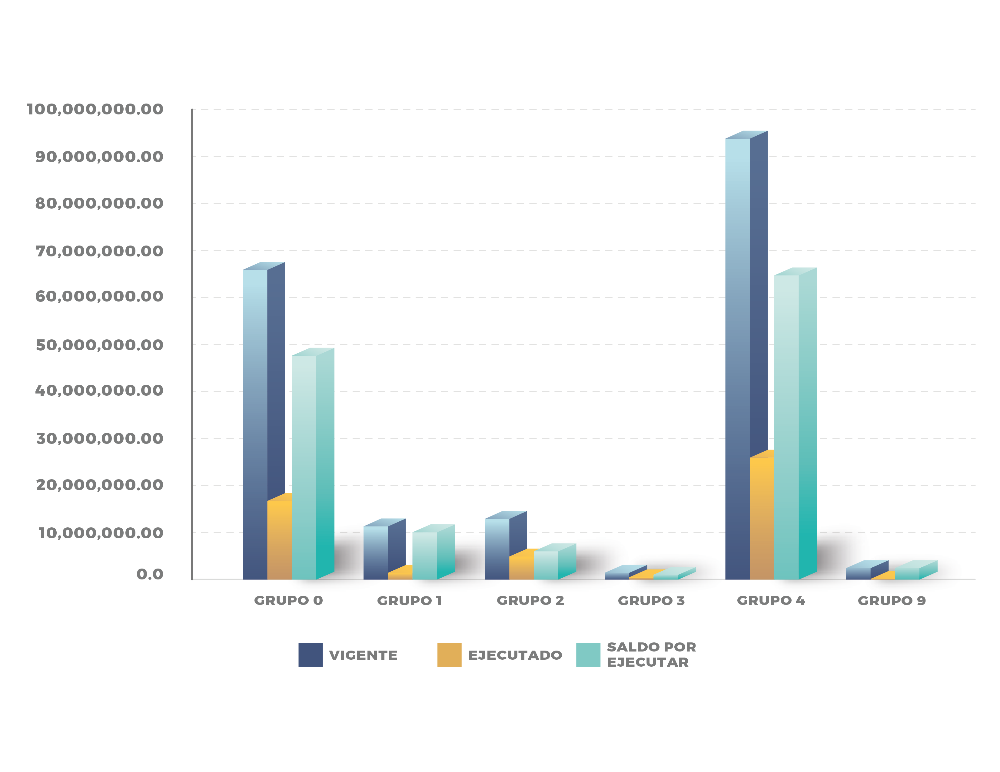 100,000,000.00
90,000,000.00
80,000,000.00
70,000,000.00
60,000,000.00
50,000,000.00
40,000,000.00
30,000,000.00
20,000,000.00
10,000,000.00
0.0
GRUPO 0
GRUPO 1
GRUPO 2
GRUPO 3
GRUPO 4
GRUPO 9
VIGENTE
EJECUTADO
SALDO POR
EJECUTAR